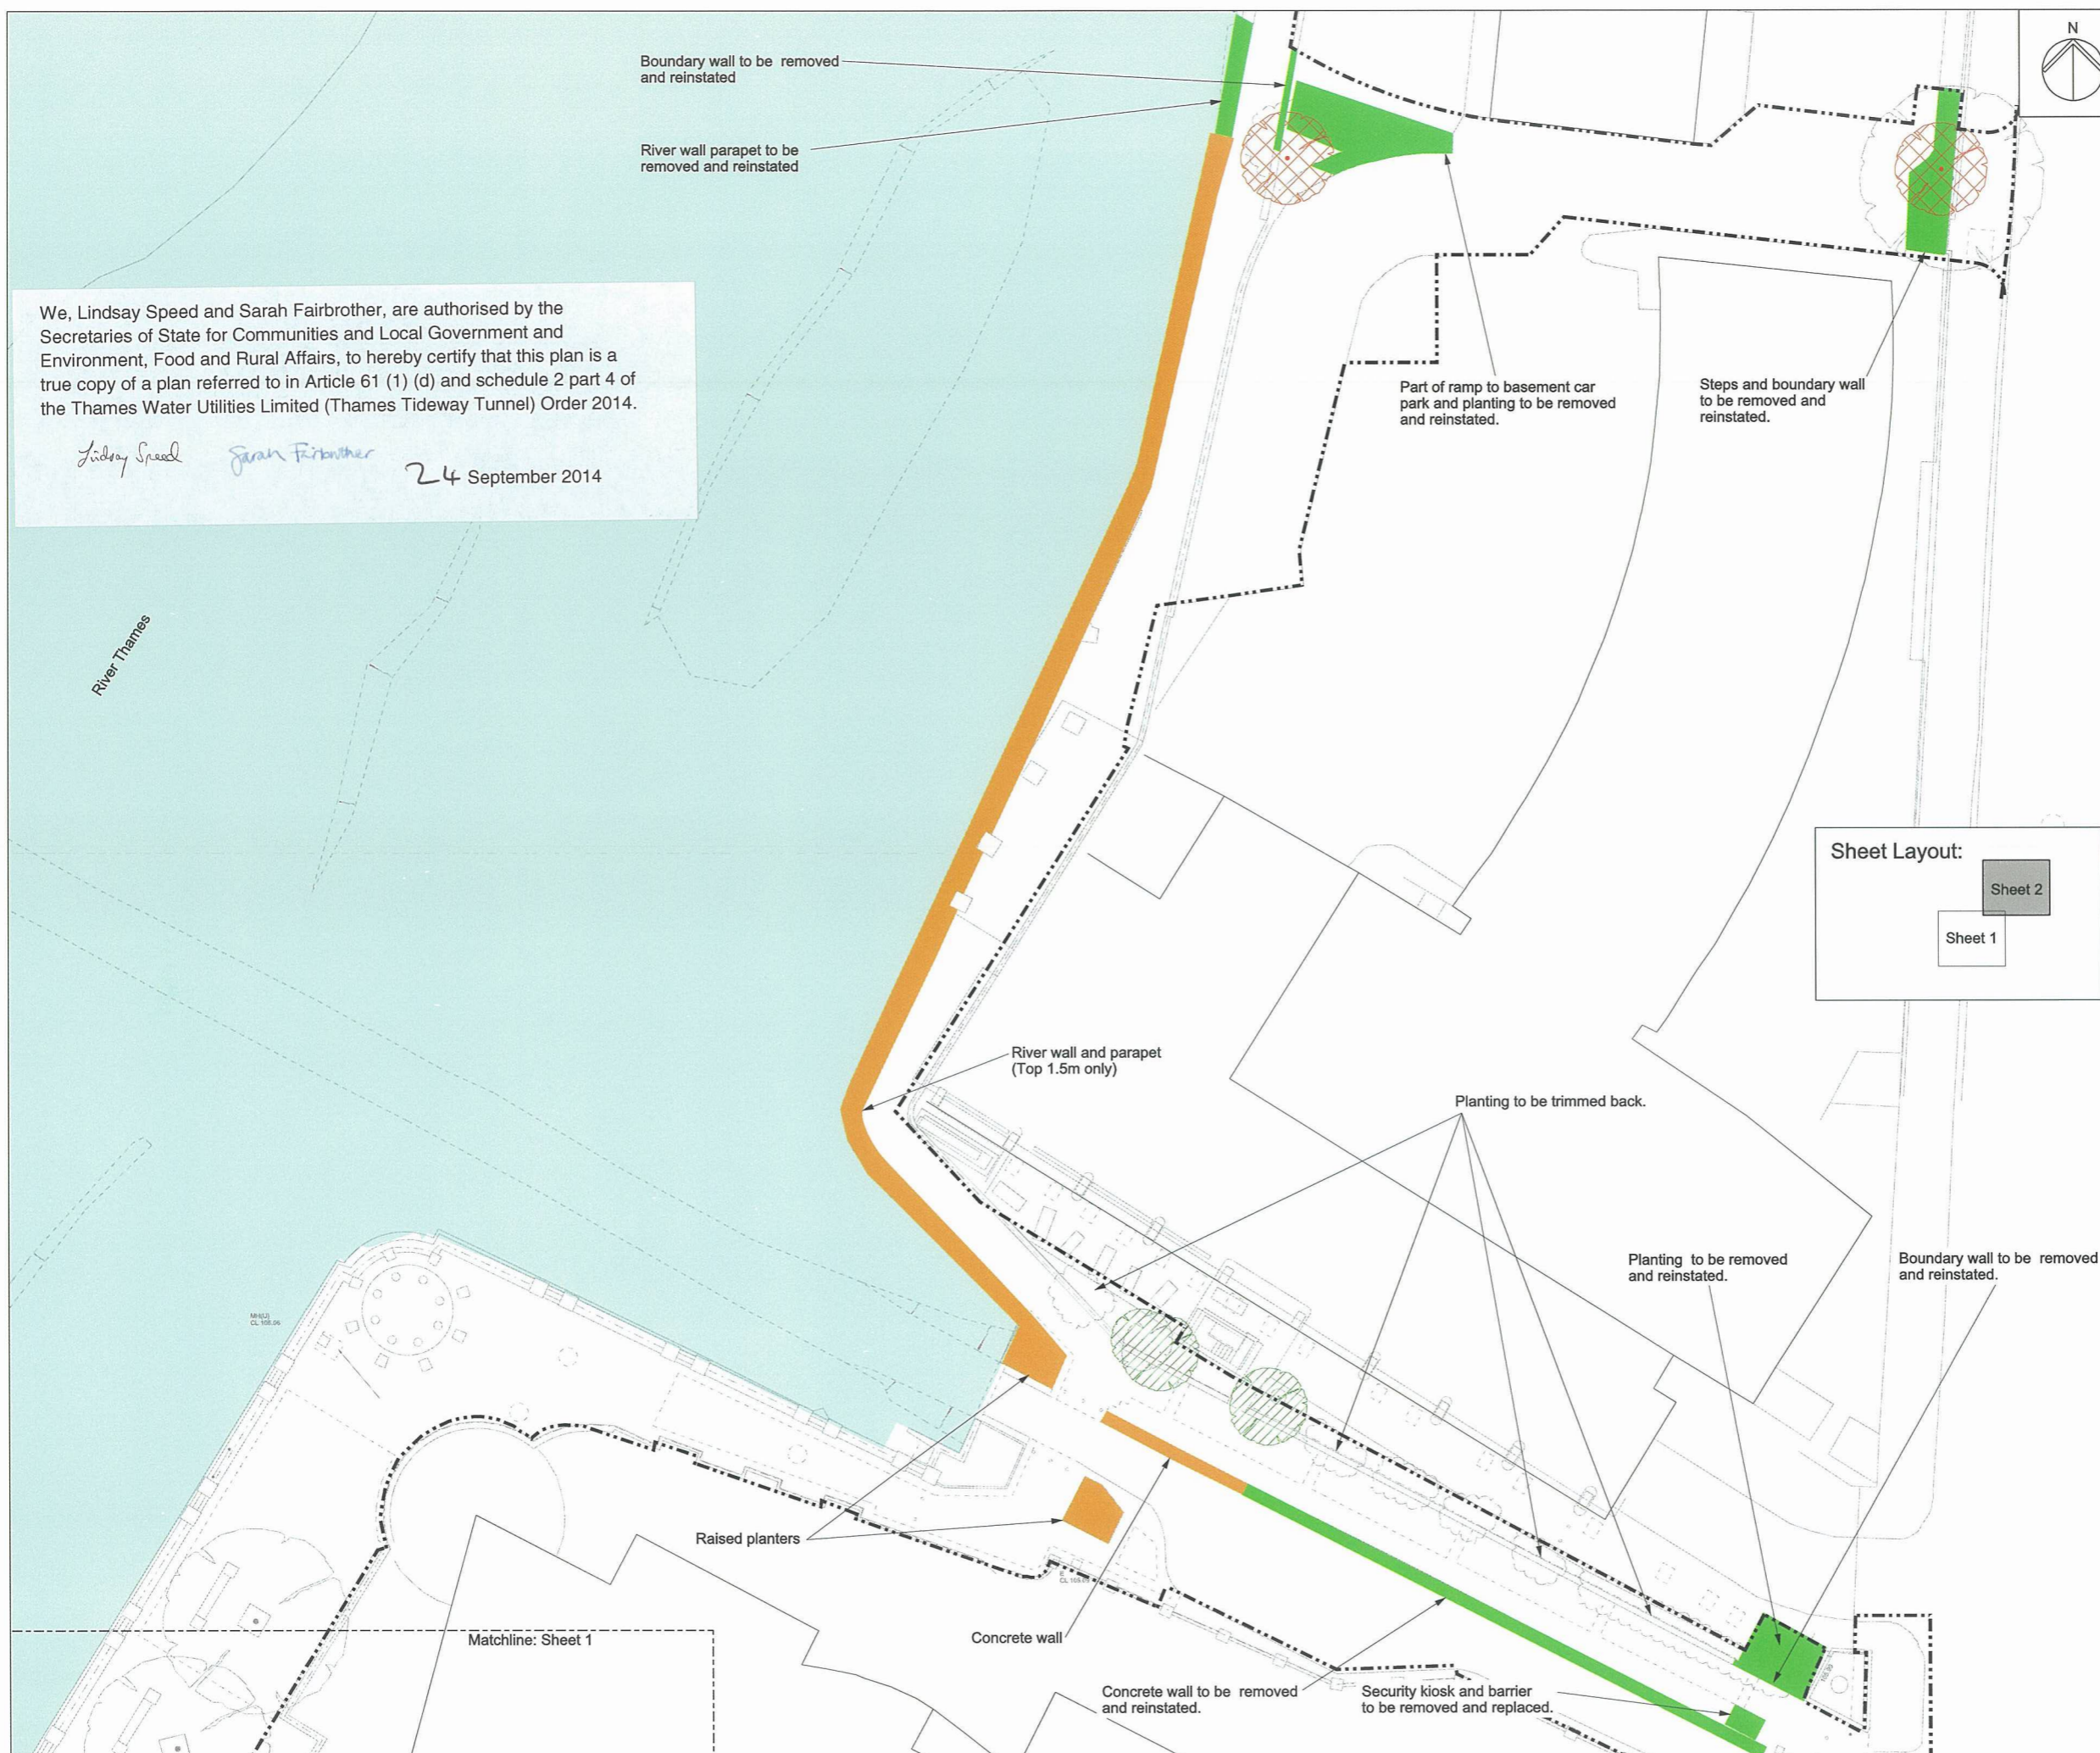 N
Boundary wall to be removed
and reinstated
River wall parapet to be
removed and reinstated
We, Lindsay Speed and Sarah Fairbrother, are authorised by the
Secretaries of State for Communities and Local Government and
Environment, Food and Rural Affairs, to hereby certify that this plan is a
true copy of a plan referred to in Article 61 (1) (d) and schedule 2 part 4 of
the Thames Water Utilities Limited (Thames Tideway Tunnel) Order 2014.
Lindsay Speed Sarah Fairbrother
24 September 2014
Part of ramp to basement car
park and planting to be removed
and reinstated.
Steps and boundary wall
to be removed and
reinstated.
River Thames
Sheet Layout:
Sheet 2
Sheet 1
River wall and parapet
(Top 1.5m only)
Planting to be trimmed back.
Planting to be removed
and reinstated.
Boundary wall to be removed
and reinstated.
Raised planters
Matchline: Sheet 1
Concrete wall
Concrete wall to be removed
and reinstated.
Security kiosk and barrier
to be removed and replaced.